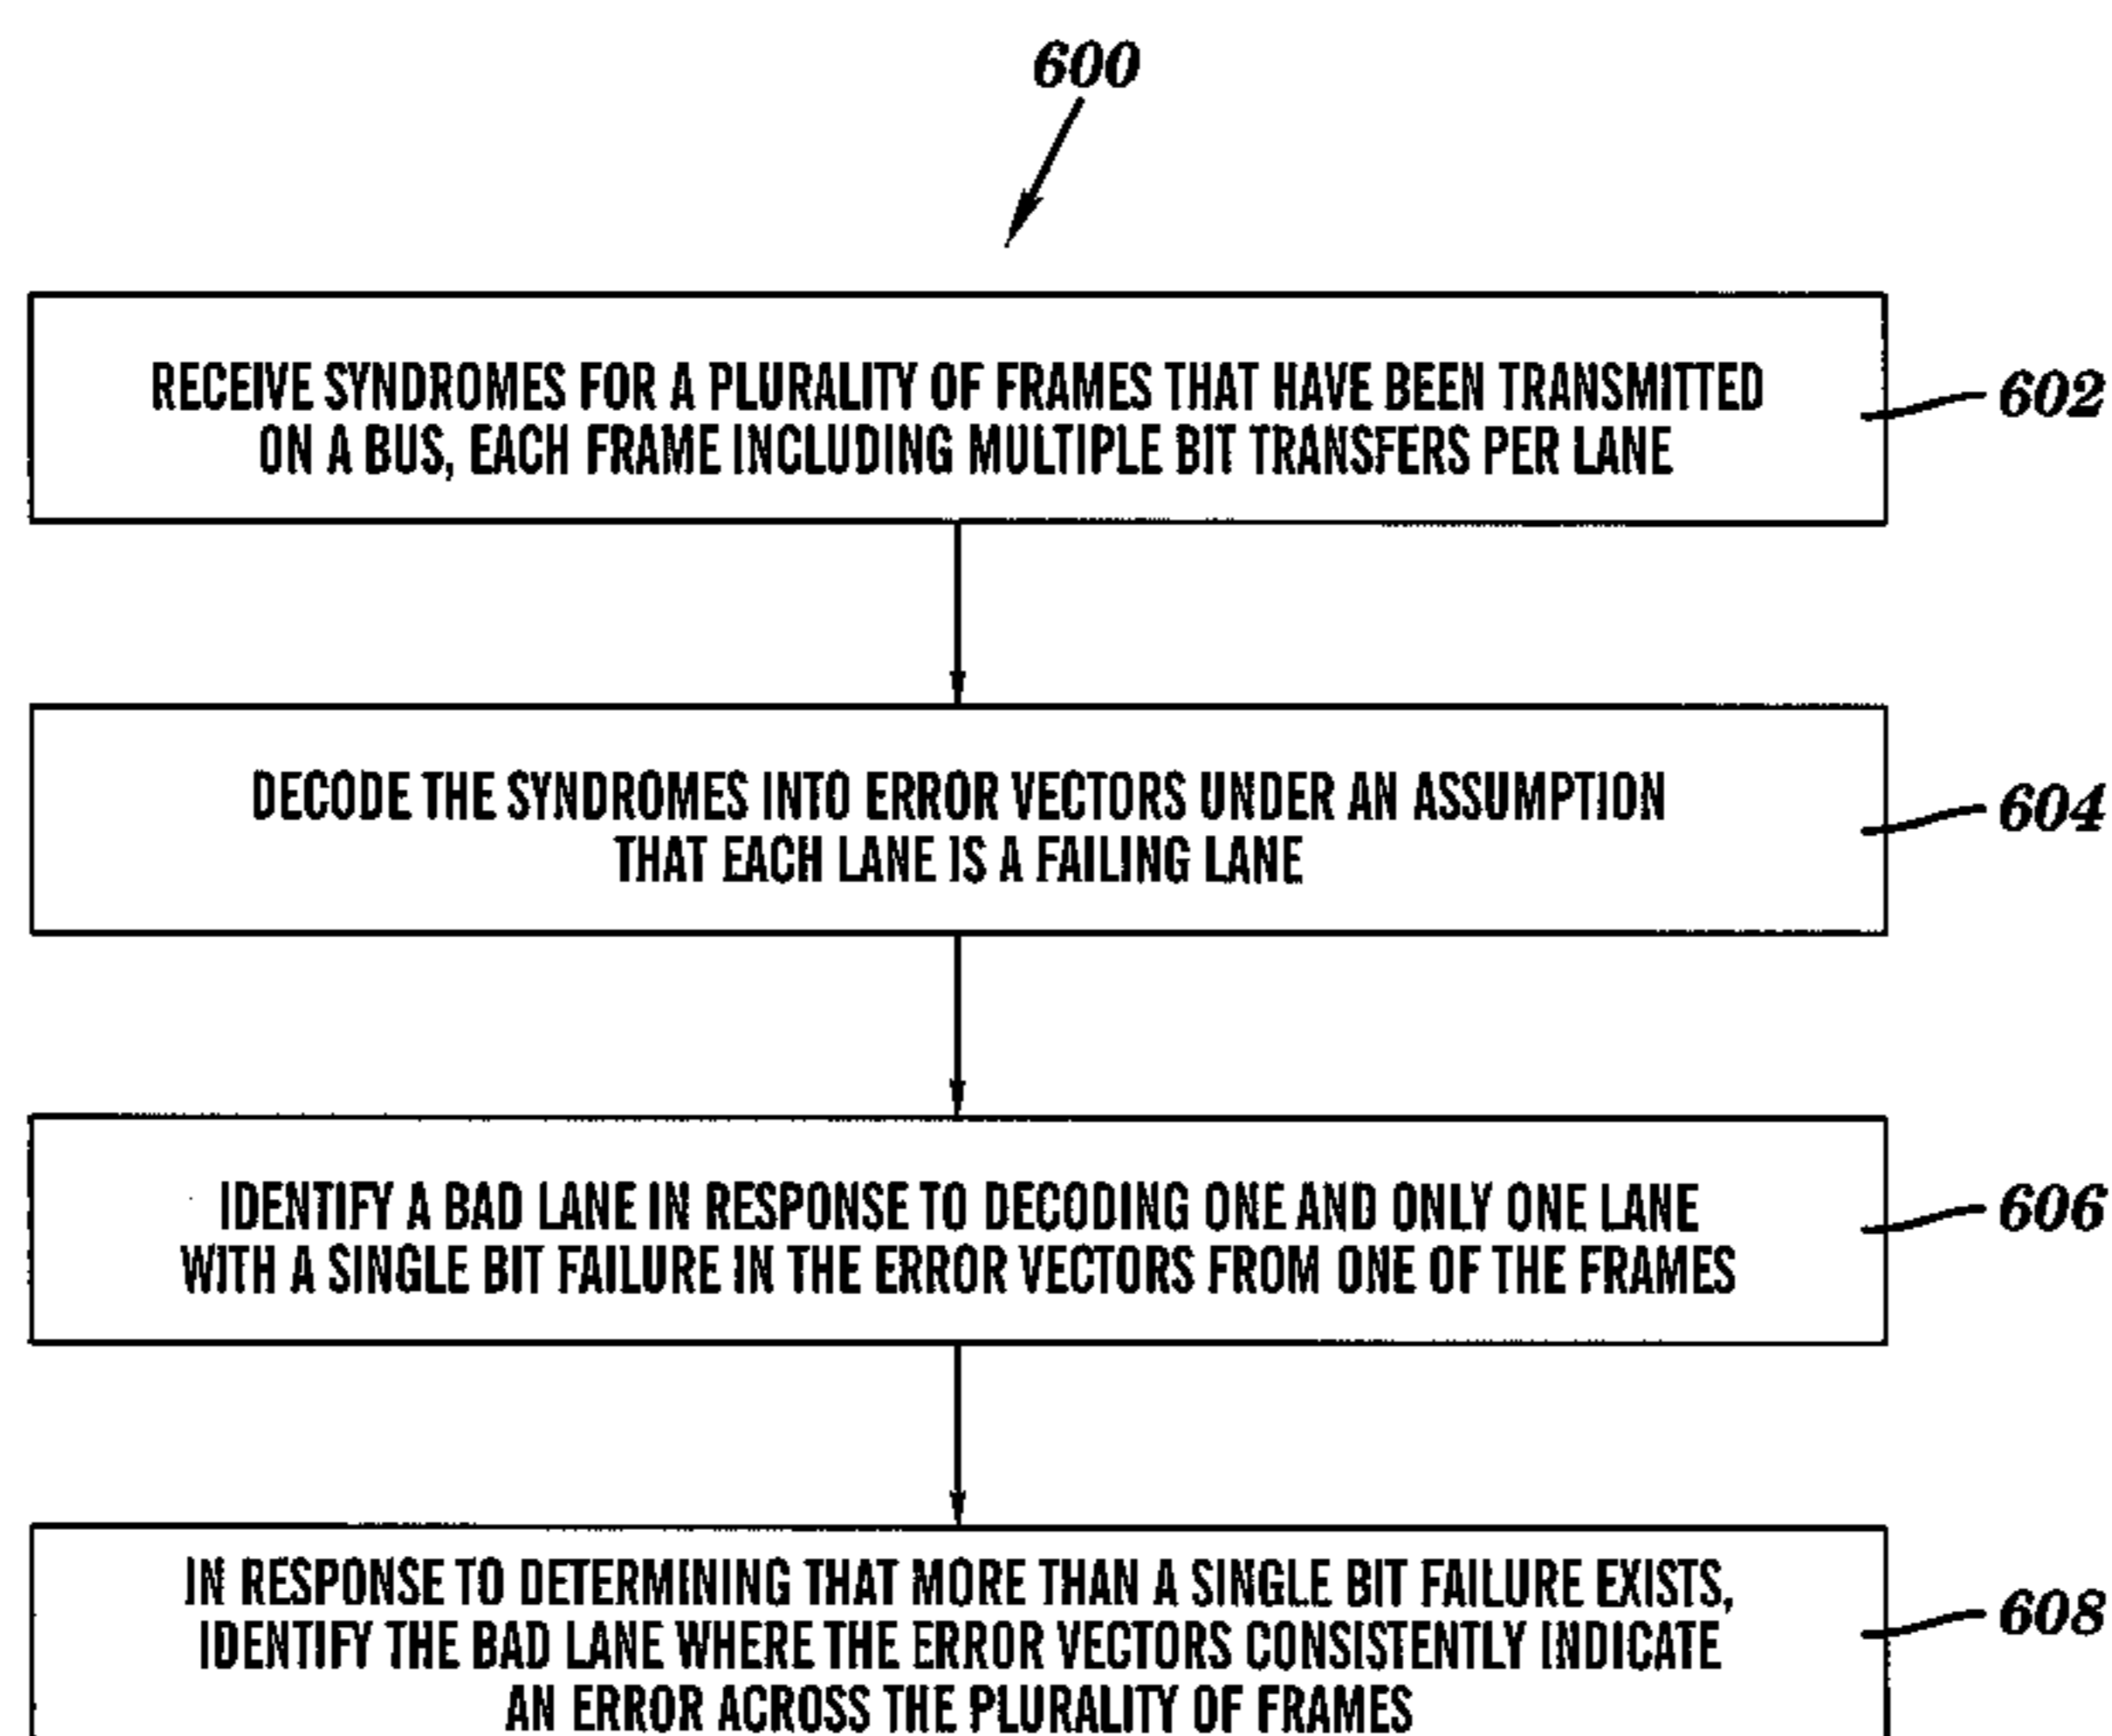 600
RECEIVE SYNDROMES FOR A PLURALITY OF FRAMES THAT HAVE BEEN TRANSMITTED
ON A BUS, EACH FRAME INCLUDING MULTIPLE BIT TRANSFERS PER LANE
602
DECODE THE SYNDROMES INTO ERROR VECTORS UNDER AN ASSUMPTION
THAT EACH LANE IS A FAILING LANE
604
IDENTIFY A BAD LANE IN RESPONSE TO DECODING ONE AND ONLY ONE LANE
WITH A SINGLE BIT FAILURE IN THE ERROR VECTORS FROM ONE OF THE FRAMES
606
IN RESPONSE TO DETERMINING THAT MORE THAN A SINGLE BIT FAILURE EXISTS,
IDENTIFY THE BAD LANE WHERE THE ERROR VECTORS CONSISTENTLY INDICATE
AN ERROR ACROSS THE PLURALITY OF FRAMES
608